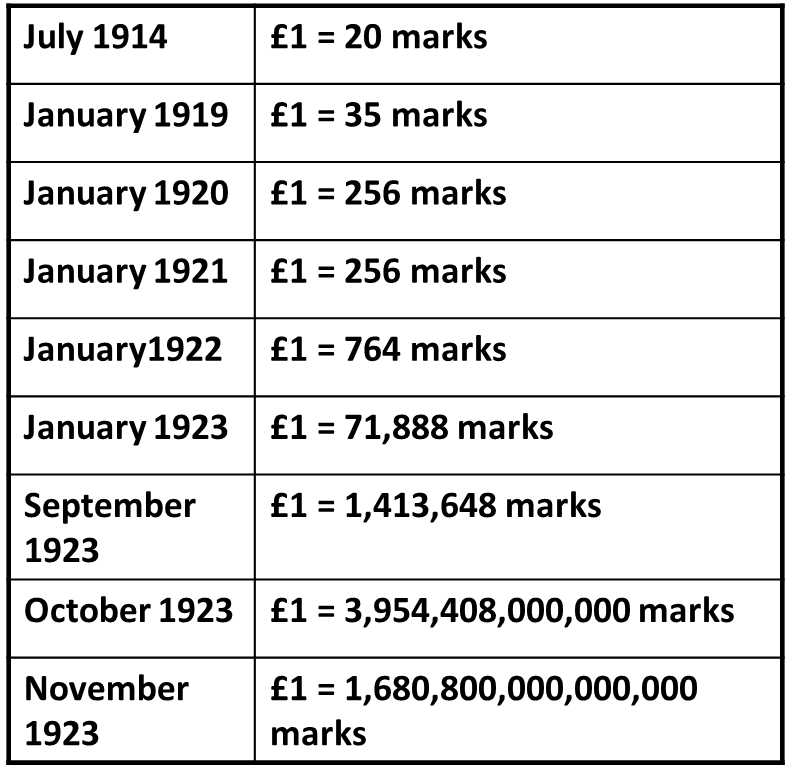 July 1914 £1 = 20 marks
January 1919 £1 = 35 marks
January 1920 £1 = 256 marks
January 1921 £1 = 256 marks
January1922 £1 = 764 marks
January 1923 £1 = 71,888 marks
September £1 = 1,413,648 marks
1923
October 1923 £1 = 3,954,408,000,000 marks
November £1 = 1,680,800,000,000,000
1923 marks